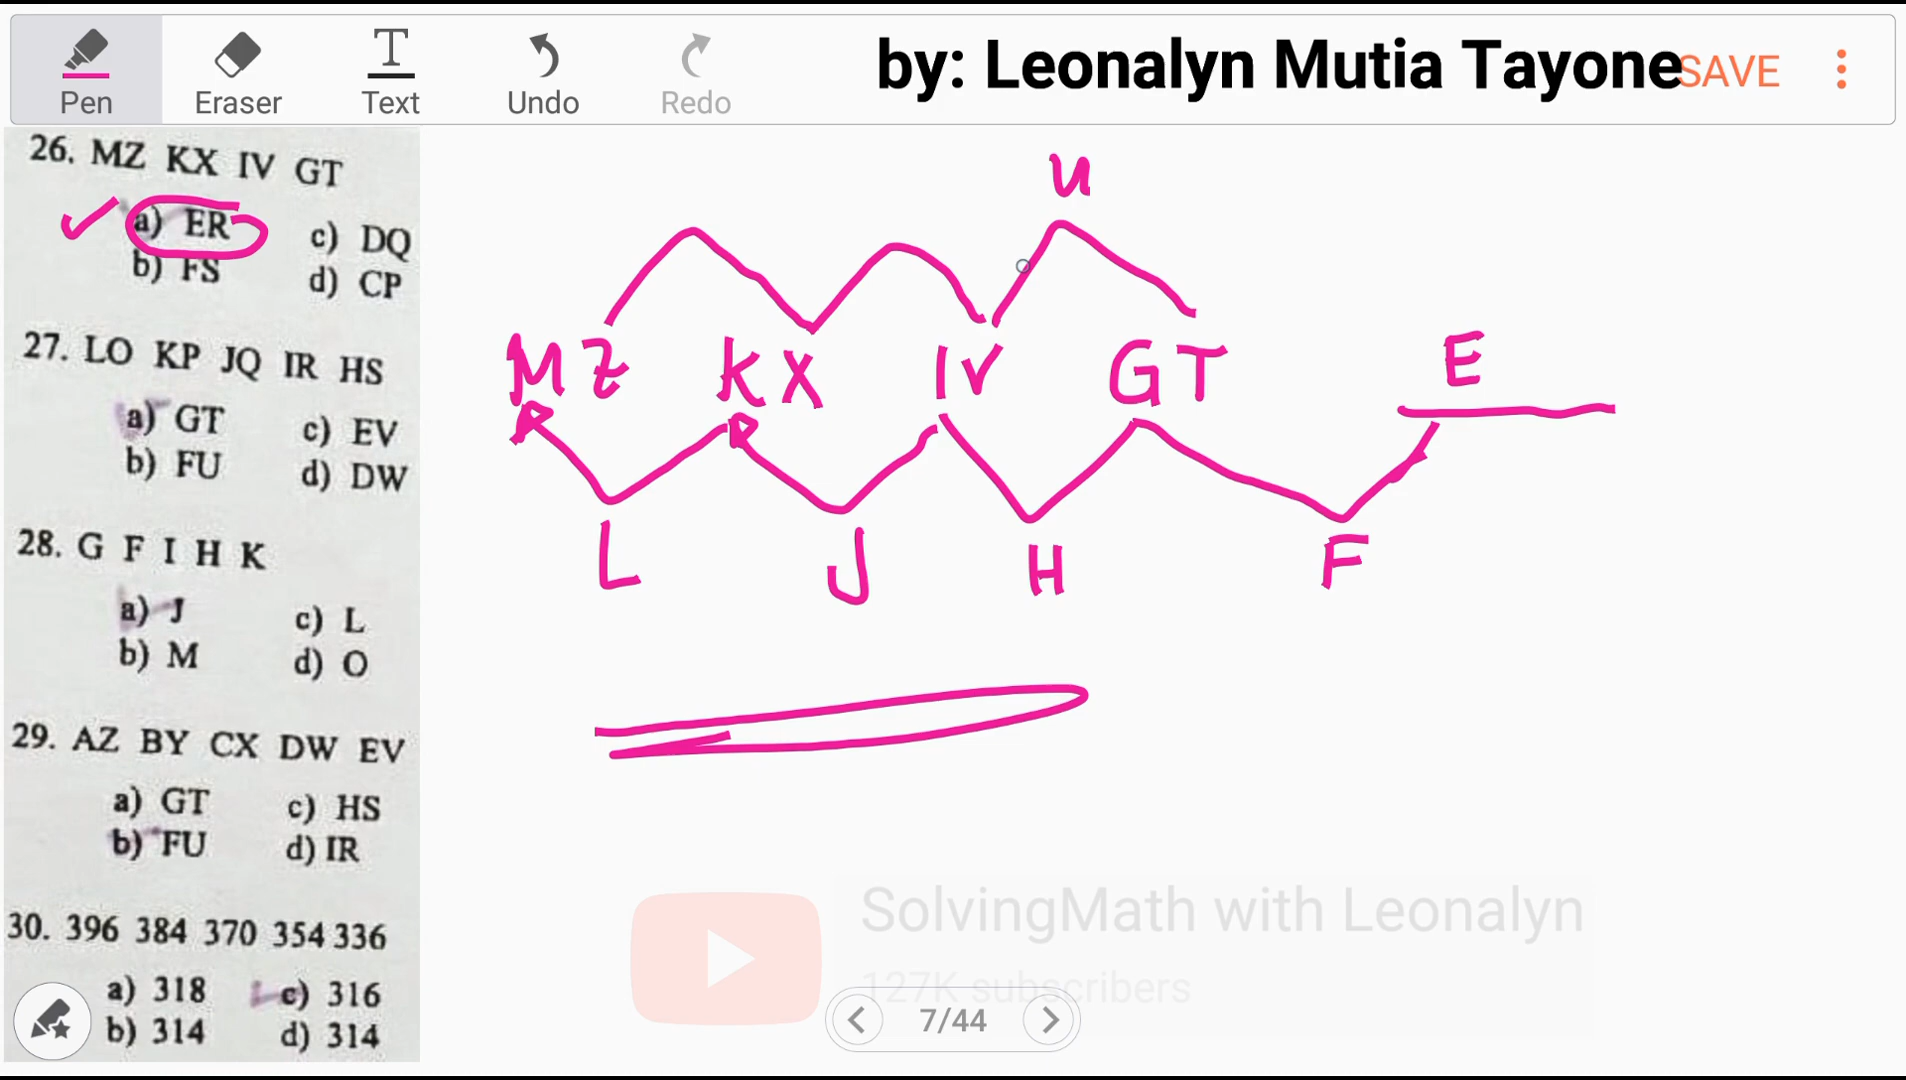 Pen Eraser Text Undo Redo by: Leonalyn Mutia Tayone SAVE
26. MZ KX IV GT
a) ER c) DQ
b) FS d) CP
27. LO KP JQ IR HS
a) GT c) EV
b) FU d) DW
28. G F I H K
a) J c) L
b) M d) O
29. AZ BY CX DW EV
a) GT c) HS
b) FU d) IR
30. 396 384 370 354 336
a) 318 c) 316
b) 314 d) 314
U
MZ KX IV GT E
L J H F
SolvingMath with Leonalyn
127K subscribers
7/44